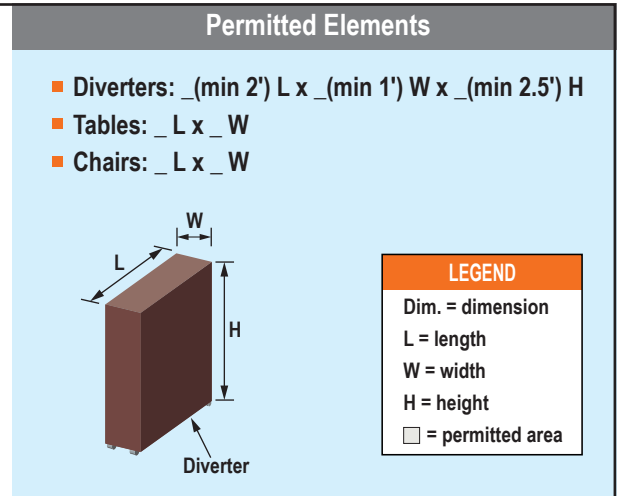 Permitted Elements
Diverters: _(min 2') L x _(min 1') W x _(min 2.5') H
Tables: _ L x _ W
Chairs: _ L x _ W
W
L
H
Diverter
LEGEND
Dim. = dimension
L = length
W = width
H = height
= permitted area